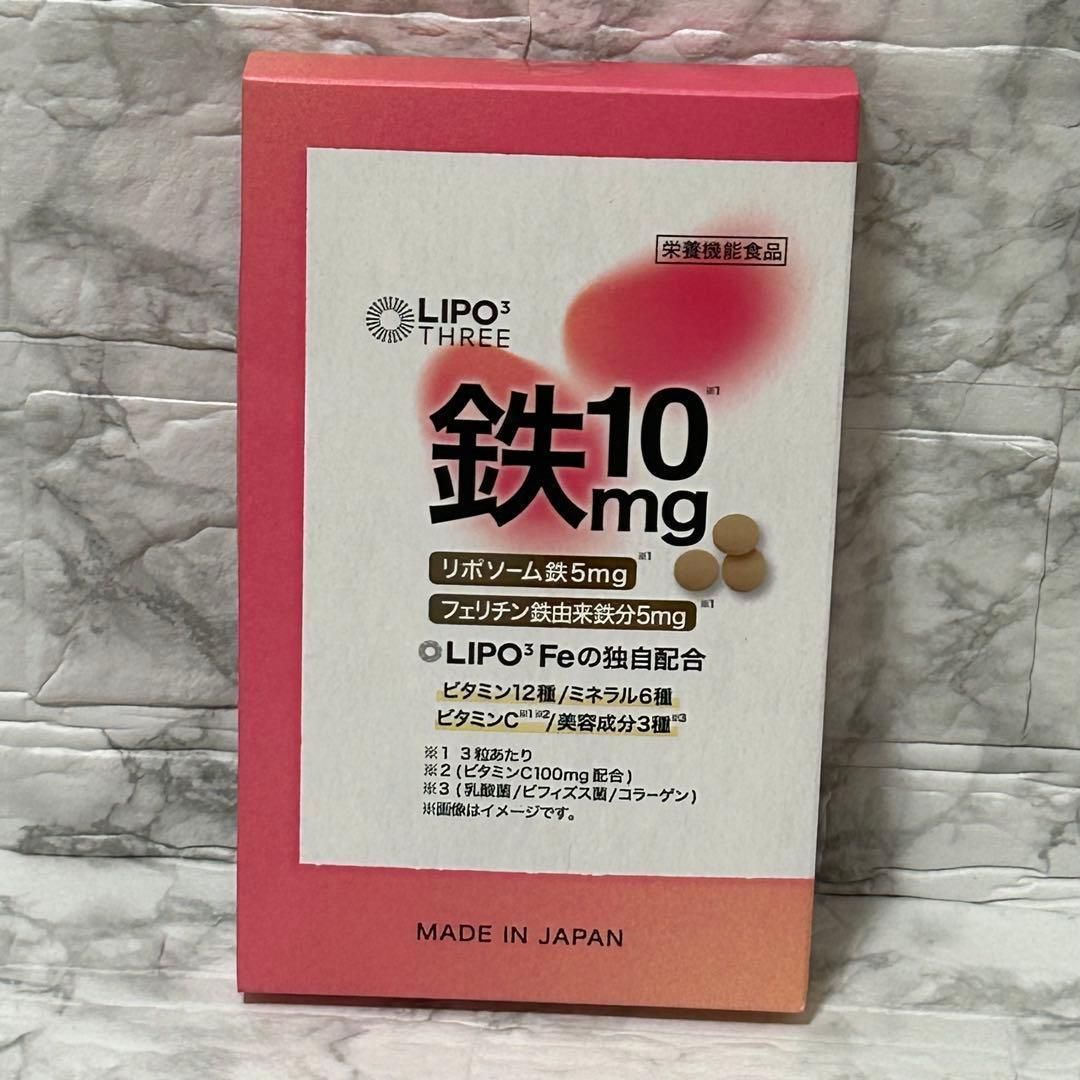 栄養機能食品
LIPO³
THREE
鉄10mg※1
リポソーム鉄5mg※1
フェリチン鉄由来鉄分5mg※1
LIPO³ Feの独自配合
ビタミン12種/ミネラル6種
ビタミンC※1※2/美容成分3種※3
※1 3粒あたり
※2(ビタミンC100mg配合)
※3(乳酸菌/ビフィズス菌/コラーゲン)
※画像はイメージです。
MADE IN JAPAN